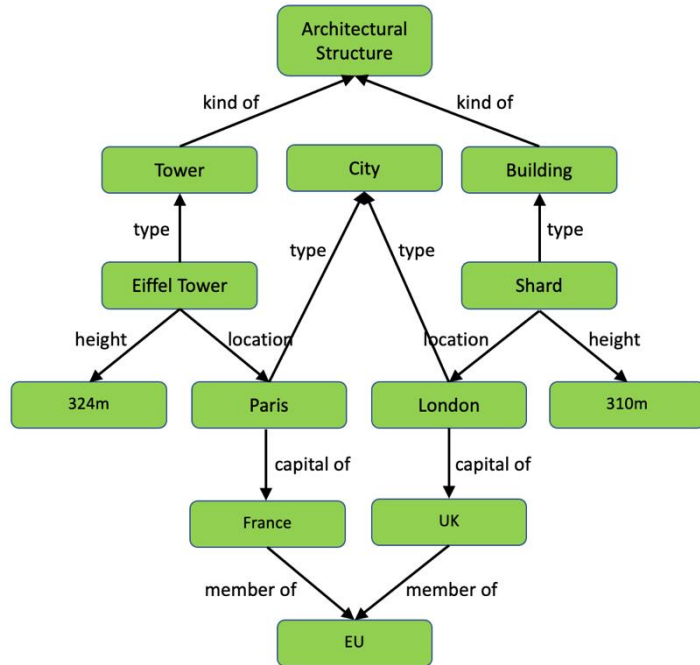 Architectural
Structure
kind of
kind of
Tower
City
Building
type
type
type
type
Eiffel Tower
Shard
height
location
location
height
324m
Paris
London
310m
capital of
capital of
France
UK
member of
member of
EU